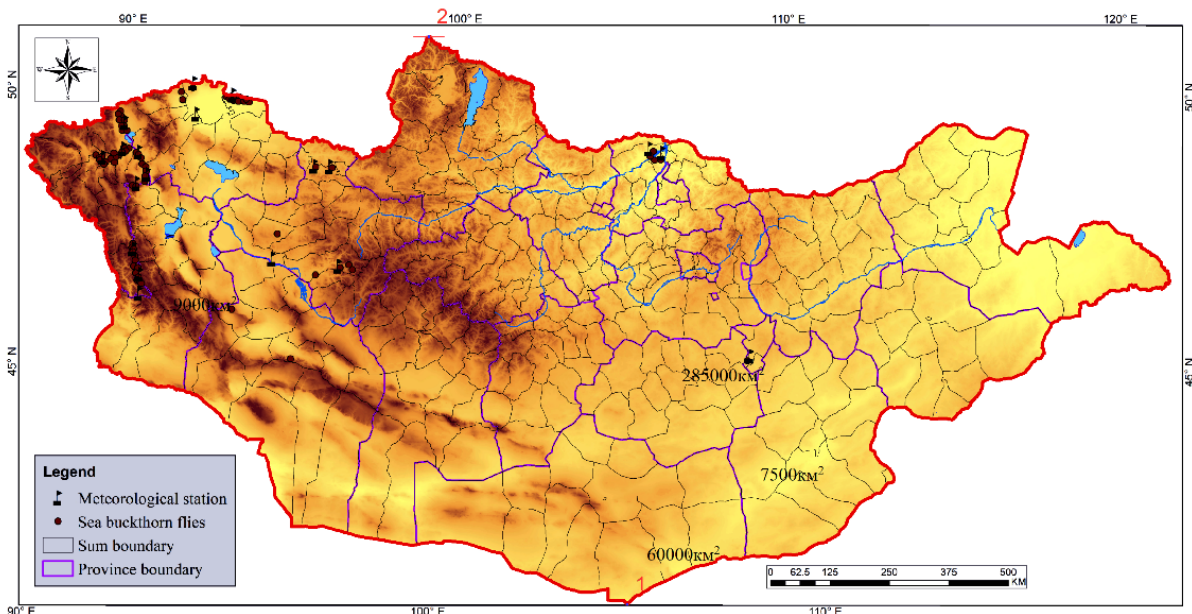 90° E
2
100° E
110° E
120° E
N
50° N
50° N
9000км²
45° N
45° N
285000км²
7500км²
60000км²
1
1
Legend
Meteorological station
Sea buckthorn flies
Sum boundary
Province boundary
0 62.5 125 250 375 500
KM
90° E
100° E
110° E